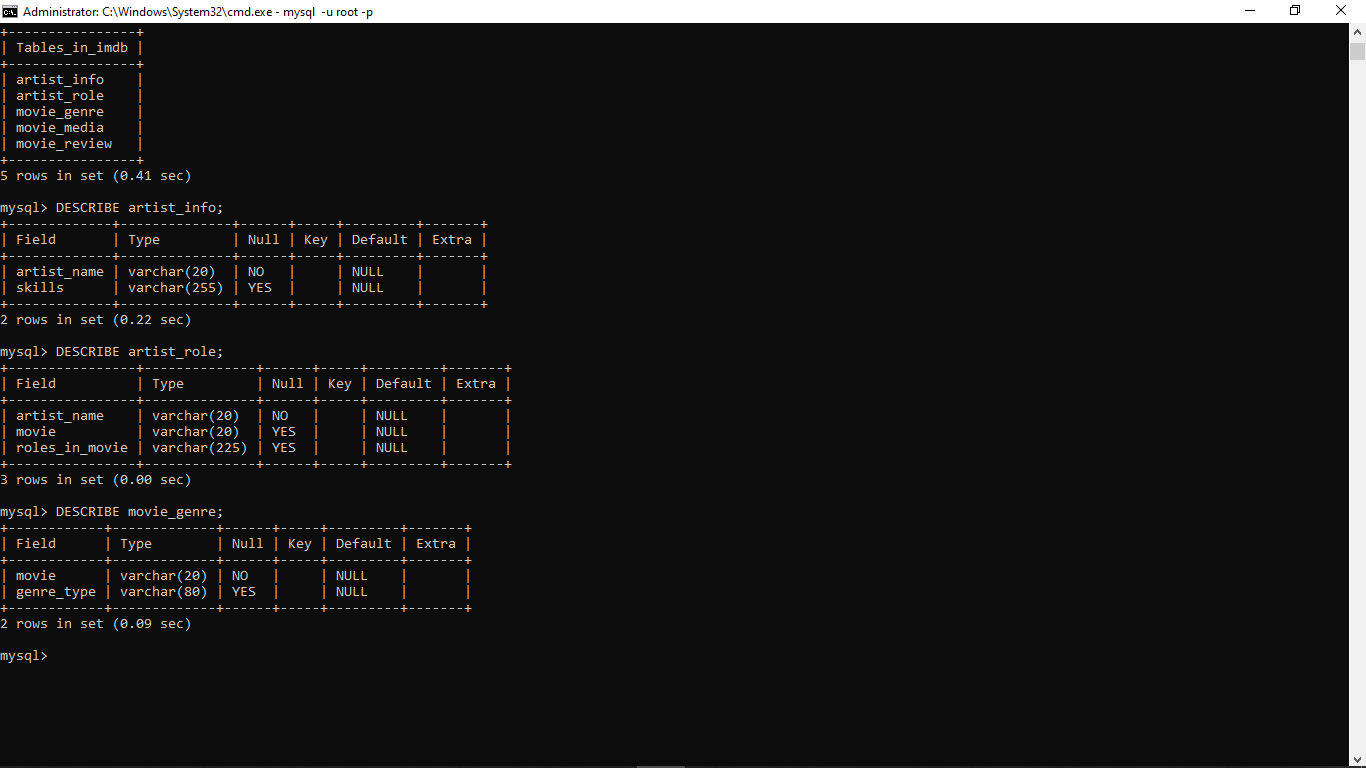 Administrator: C:\Windows\System32\cmd.exe - mysql  -u root -p
+----------------+
| Tables_in_imdb |
+----------------+
| artist_info    |
| artist_role    |
| movie_genre    |
| movie_media    |
| movie_review   |
+----------------+
5 rows in set (0.41 sec)
mysql> DESCRIBE artist_info;
+-------------+--------------+------+-----+---------+-------+
| Field       | Type         | Null | Key | Default | Extra |
+-------------+--------------+------+-----+---------+-------+
| artist_name | varchar(20)  | NO   |     | NULL    |       |
| skills      | varchar(255) | YES  |     | NULL    |       |
+-------------+--------------+------+-----+---------+-------+
2 rows in set (0.22 sec)
mysql> DESCRIBE artist_role;
+----------------+--------------+------+-----+---------+-------+
| Field          | Type         | Null | Key | Default | Extra |
+----------------+--------------+------+-----+---------+-------+
| artist_name    | varchar(20)  | NO   |     | NULL    |       |
| movie          | varchar(20)  | YES  |     | NULL    |       |
| roles_in_movie | varchar(225) | YES  |     | NULL    |       |
+----------------+--------------+------+-----+---------+-------+
3 rows in set (0.00 sec)
mysql> DESCRIBE movie_genre;
+------------+-------------+------+-----+---------+-------+
| Field      | Type        | Null | Key | Default | Extra |
+------------+-------------+------+-----+---------+-------+
| movie      | varchar(20) | NO   |     | NULL    |       |
| genre_type | varchar(80) | YES  |     | NULL    |       |
+------------+-------------+------+-----+---------+-------+
2 rows in set (0.09 sec)
mysql>